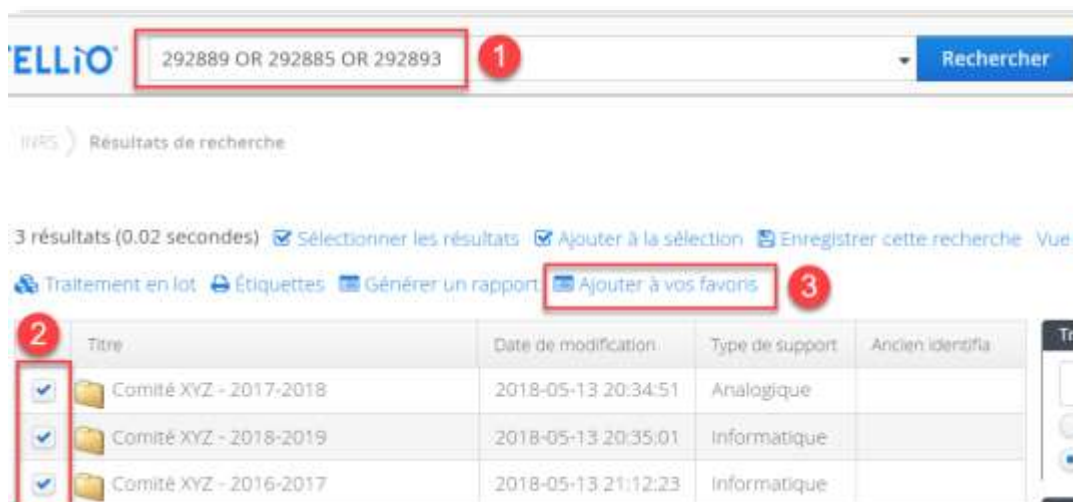 ELLiO 292889 OR 292885 OR 292893 1 Rechercher
INRS Résultats de recherche
3 résultats (0.02 secondes) Sélectionner les résultats Ajouter à la sélection Enregistrer cette recherche Vue
Traitement en lot Étiquettes Générer un rapport Ajouter à vos favoris 3
2 Titre Date de modification Type de support Ancien identifia Tr
Comité XYZ - 2017-2018 2018-05-13 20:34:51 Analogique
Comité XYZ - 2018-2019 2018-05-13 20:35:01 Informatique
Comité XYZ - 2016-2017 2018-05-13 21:12:23 Informatique